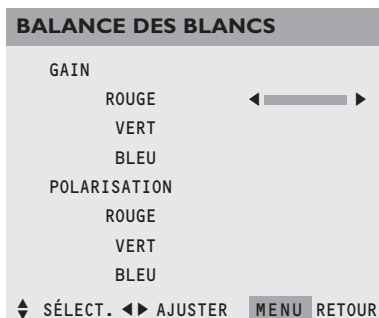 BALANCE DES BLANCS
GAIN
ROUGE
VERT
BLEU
POLARISATION
ROUGE
VERT
BLEU
SÉLECT. AJUSTER MENU RETOUR